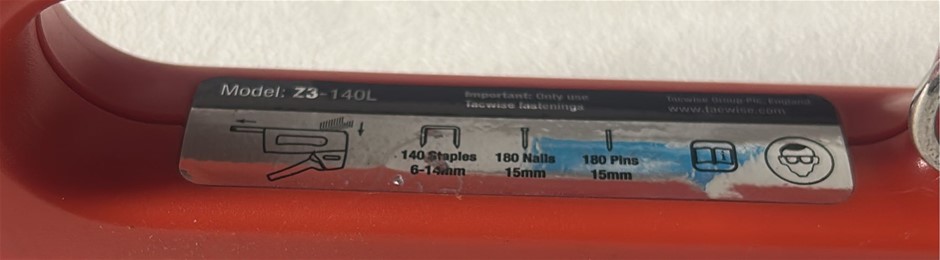 Model: Z3-140L
Important: Only use
Tacwise fastenings
Tacwise Group Plc, England
www.tacwise.com
140 Staples
6-14mm
180 Nails
15mm
180 Pins
15mm